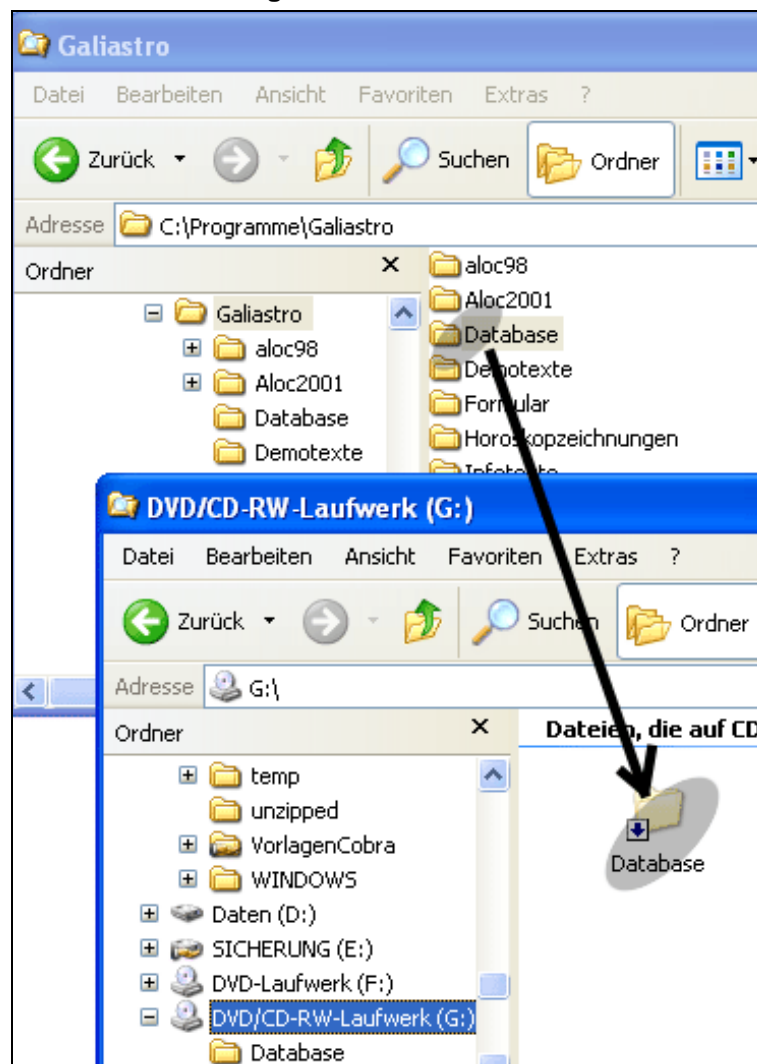 Galiastro
Datei Bearbeiten Ansicht Favoriten Extras ?
Zurück Suchen Ordner
Adresse C:\Programme\Galiastro
Ordner
Galiastro
aloc98
Aloc2001
Database
Demotexte
aloc98
Aloc2001
Database
Demotexte
Formular
Horoskopzeichnungen
Infotexte
DVD/CD-RW-Laufwerk (G:)
Datei Bearbeiten Ansicht Favoriten Extras ?
Zurück Suchen Ordner
Adresse G:\
Ordner
temp
unzipped
VorlagenCobra
WINDOWS
Daten (D:)
SICHERUNG (E:)
DVD-Laufwerk (F:)
DVD/CD-RW-Laufwerk (G:)
Database
Dateien, die auf CD
Database